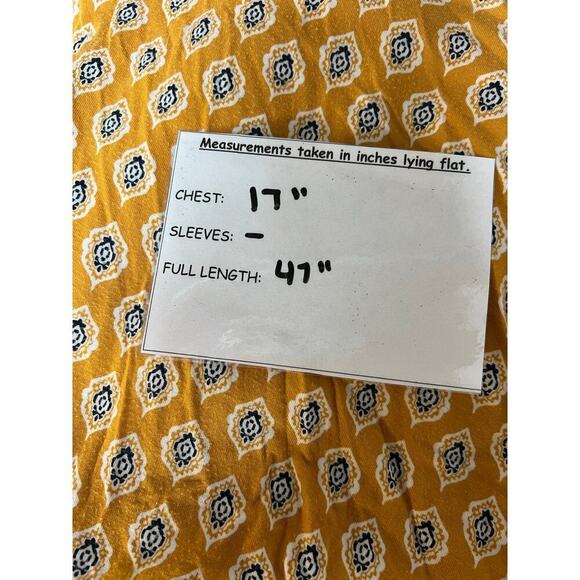 Measurements taken in inches lying flat.
CHEST: 17"
SLEEVES: -
FULL LENGTH: 47"